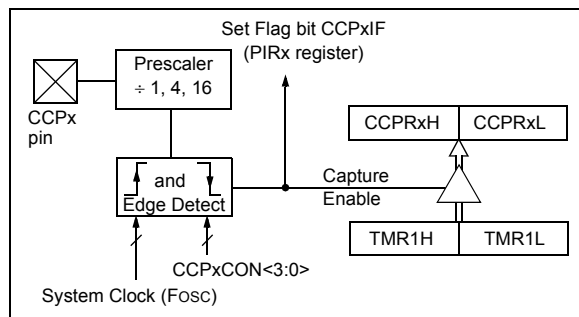 Set Flag bit CCPxIF
(PIRx register)
Prescaler
÷ 1, 4, 16
CCPx
pin
CCPRxH
CCPRxL
and
Edge Detect
Capture
Enable
TMR1H
TMR1L
CCPxCON<3:0>
System Clock (FOSC)